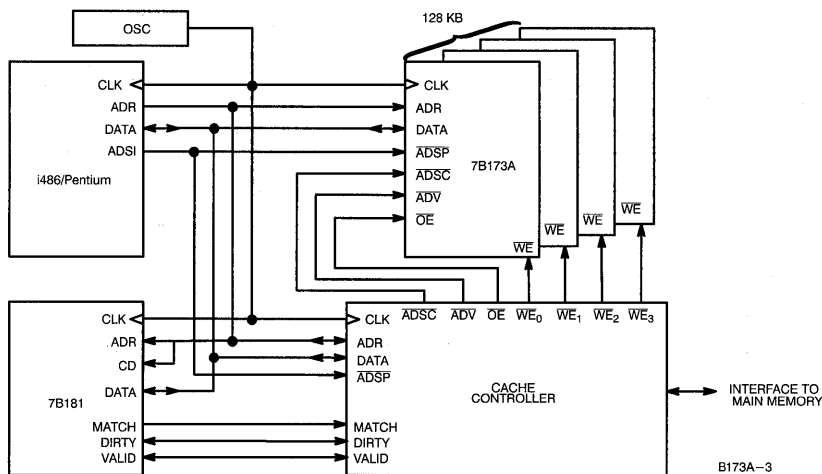 128 KB
OSC
CLK
ADR
DATA
ADSI
i486/Pentium
CLK
ADR
DATA
ADSP
ADSC
ADV
OE
7B173A
WE
WE
WE
WE
CLK
ADR
CD
DATA
7B181
MATCH
DIRTY
VALID
ADSC ADV OE WE0 WE1 WE2 WE3
CLK
ADR
DATA
ADSP
CACHE
CONTROLLER
MATCH
DIRTY
VALID
INTERFACE TO
MAIN MEMORY
B173A-3